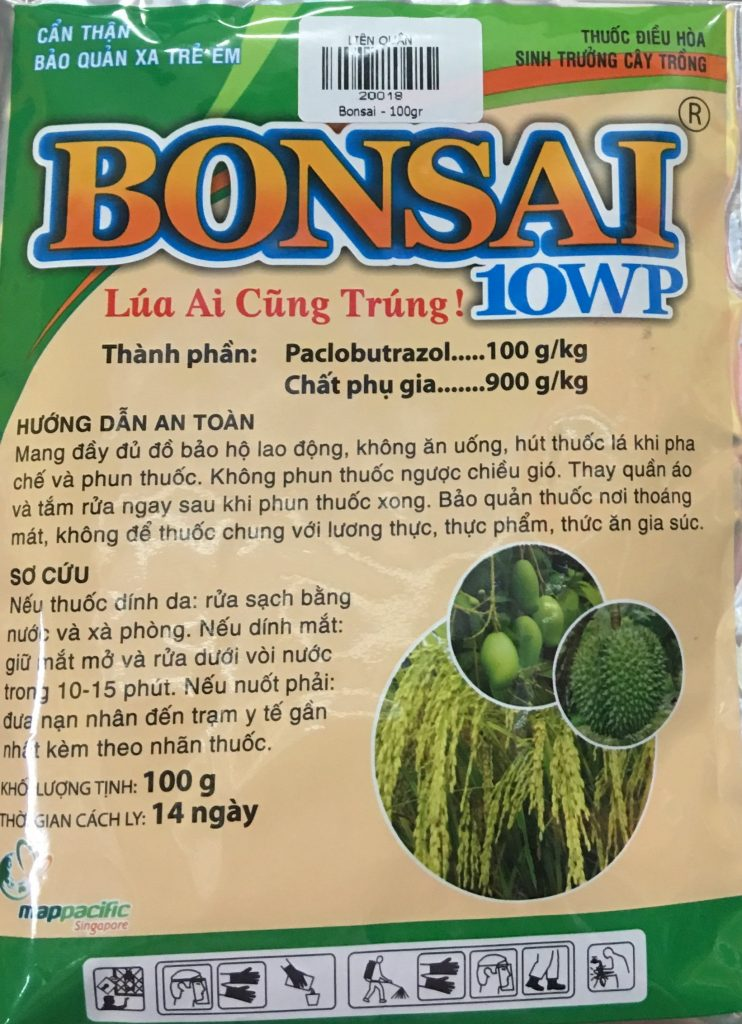 CẨN THẬN
BẢO QUẢN XA TRẺ EM
LIÊN QUÂN
20018
Bonsai - 100gr
THUỐC ĐIỀU HÒA
SINH TRƯỞNG CÂY TRỒNG
BONSAI ®
10WP
Lúa Ai Cũng Trúng!
Thành phần: Paclobutrazol.....100 g/kg
Chất phụ gia.......900 g/kg
HƯỚNG DẪN AN TOÀN
Mang đầy đủ đồ bảo hộ lao động, không ăn uống, hút thuốc lá khi pha
chế và phun thuốc. Không phun thuốc ngược chiều gió. Thay quần áo
và tắm rửa ngay sau khi phun thuốc xong. Bảo quản thuốc nơi thoáng
mát, không để thuốc chung với lương thực, thực phẩm, thức ăn gia súc.
SƠ CỨU
Nếu thuốc dính da: rửa sạch bằng
nước và xà phòng. Nếu dính mắt:
giữ mắt mở và rửa dưới vòi nước
trong 10-15 phút. Nếu nuốt phải:
đưa nạn nhân đến trạm y tế gần
nhất kèm theo nhãn thuốc.
KHỐI LƯỢNG TỊNH: 100 g
THỜI GIAN CÁCH LY: 14 ngày
mappacific
Singapore